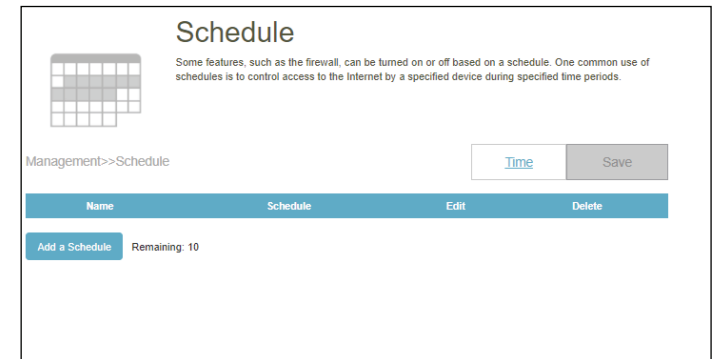 Schedule
Some features, such as the firewall, can be turned on or off based on a schedule. One common use of
schedules is to control access to the Internet by a specified device during specified time periods.
Management>>Schedule
Time
Save
Name Schedule Edit Delete
Add a Schedule Remaining: 10